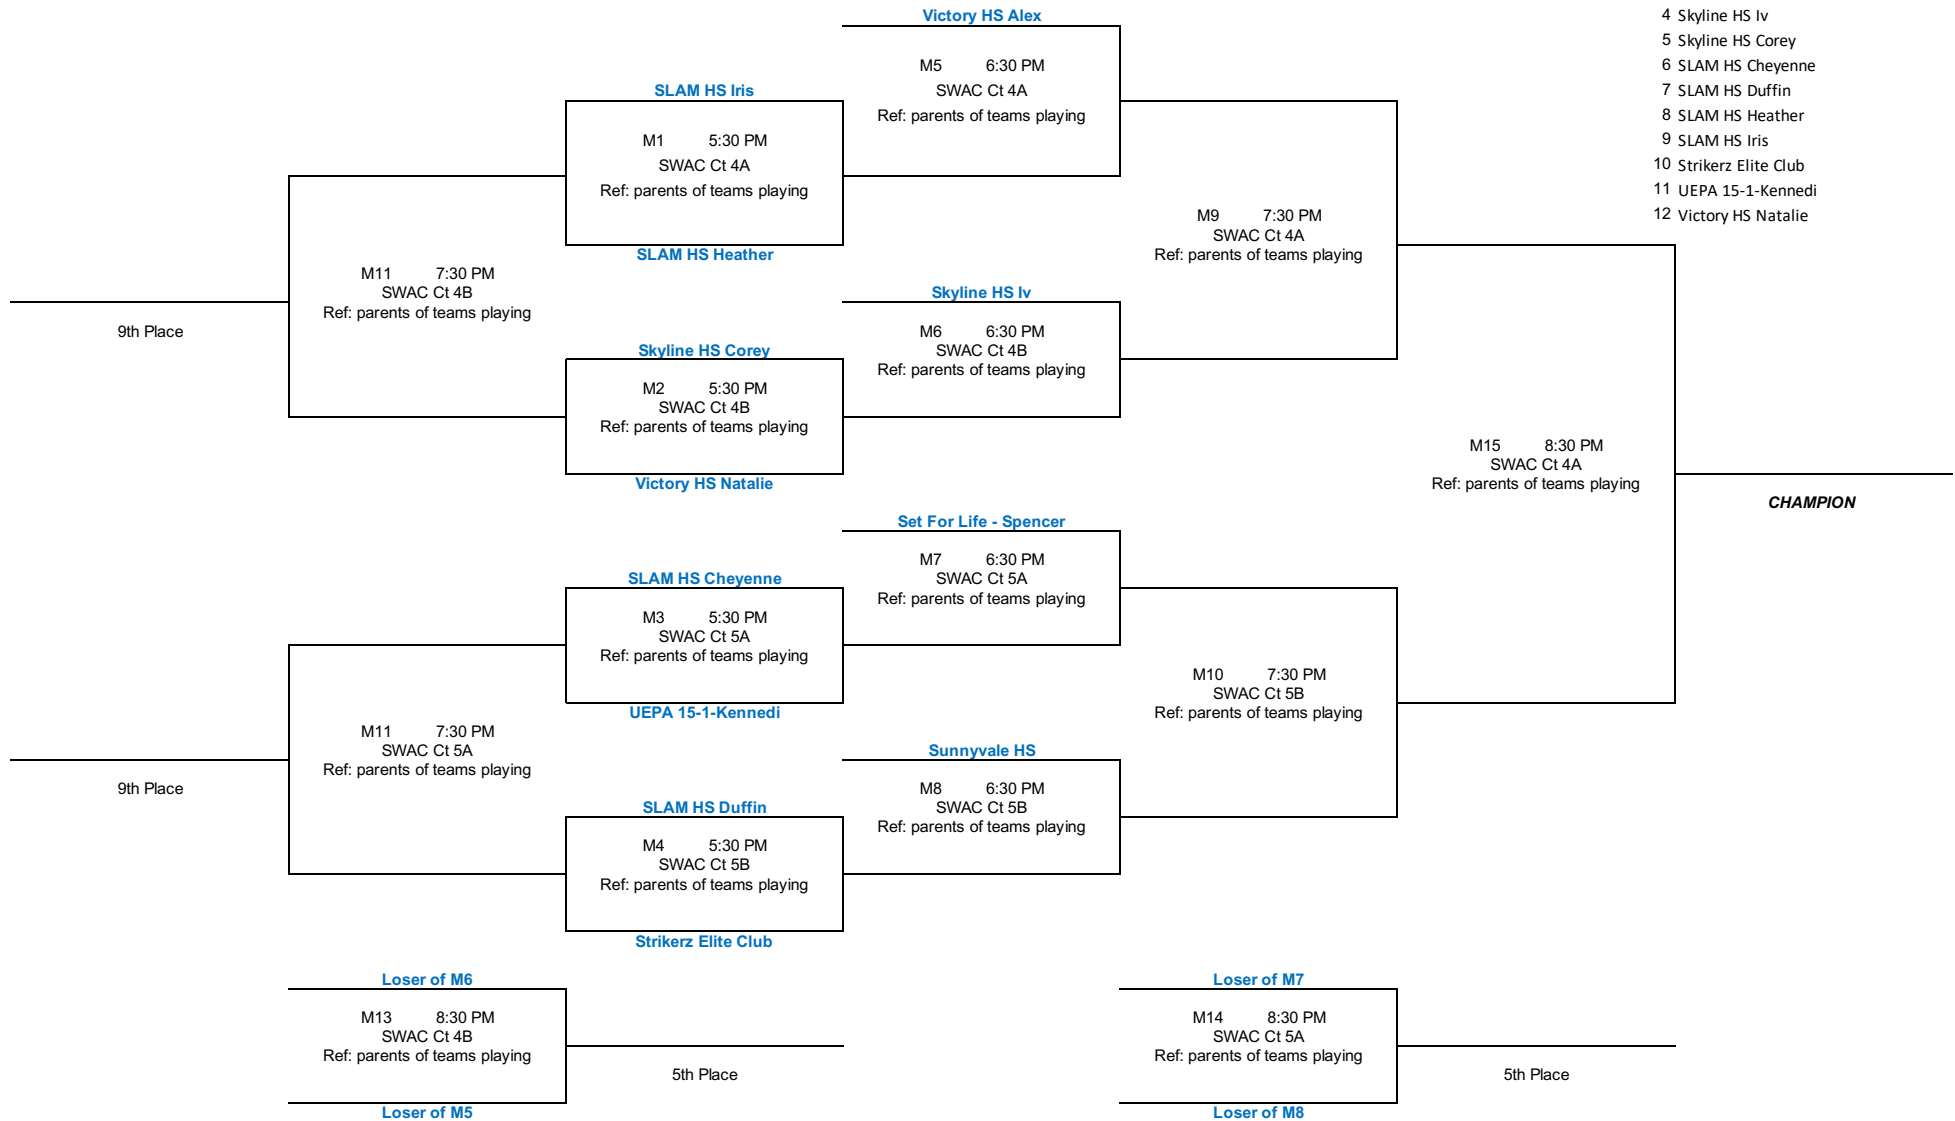 Victory HS Alex
4 Skyline HS Iv
5 Skyline HS Corey
6 SLAM HS Cheyenne
7 SLAM HS Duffin
8 SLAM HS Heather
9 SLAM HS Iris
10 Strikerz Elite Club
11 UEPA 15-1-Kennedi
12 Victory HS Natalie
M5 6:30 PM
SWAC Ct 4A
Ref: parents of teams playing
SLAM HS Iris
M1 5:30 PM
SWAC Ct 4A
Ref: parents of teams playing
SLAM HS Heather
M9 7:30 PM
SWAC Ct 4A
Ref: parents of teams playing
M11 7:30 PM
SWAC Ct 4B
Ref: parents of teams playing
9th Place
Skyline HS Iv
M6 6:30 PM
SWAC Ct 4B
Ref: parents of teams playing
Skyline HS Corey
M2 5:30 PM
SWAC Ct 4B
Ref: parents of teams playing
Victory HS Natalie
M15 8:30 PM
SWAC Ct 4A
Ref: parents of teams playing
CHAMPION
Set For Life - Spencer
M7 6:30 PM
SWAC Ct 5A
Ref: parents of teams playing
SLAM HS Cheyenne
M3 5:30 PM
SWAC Ct 5A
Ref: parents of teams playing
UEPA 15-1-Kennedi
M10 7:30 PM
SWAC Ct 5B
Ref: parents of teams playing
M11 7:30 PM
SWAC Ct 5A
Ref: parents of teams playing
9th Place
Sunnyvale HS
M8 6:30 PM
SWAC Ct 5B
Ref: parents of teams playing
SLAM HS Duffin
M4 5:30 PM
SWAC Ct 5B
Ref: parents of teams playing
Strikerz Elite Club
Loser of M6
M13 8:30 PM
SWAC Ct 4B
Ref: parents of teams playing
5th Place
Loser of M5
Loser of M7
M14 8:30 PM
SWAC Ct 5A
Ref: parents of teams playing
5th Place
Loser of M8